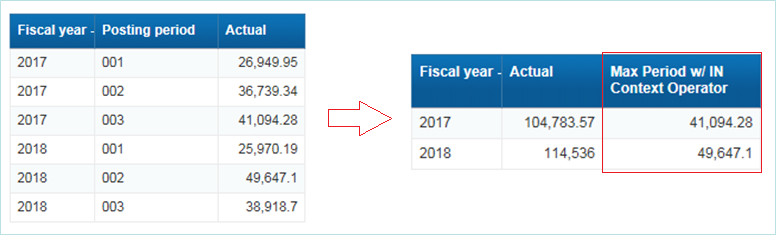 Fiscal year - Posting period Actual
2017 001 26,949.95
2017 002 36,739.34
2017 003 41,094.28
2018 001 25,970.19
2018 002 49,647.1
2018 003 38,918.7
Fiscal year - Actual Max Period w/ IN
Context Operator
2017 104,783.57 41,094.28
2018 114,536 49,647.1